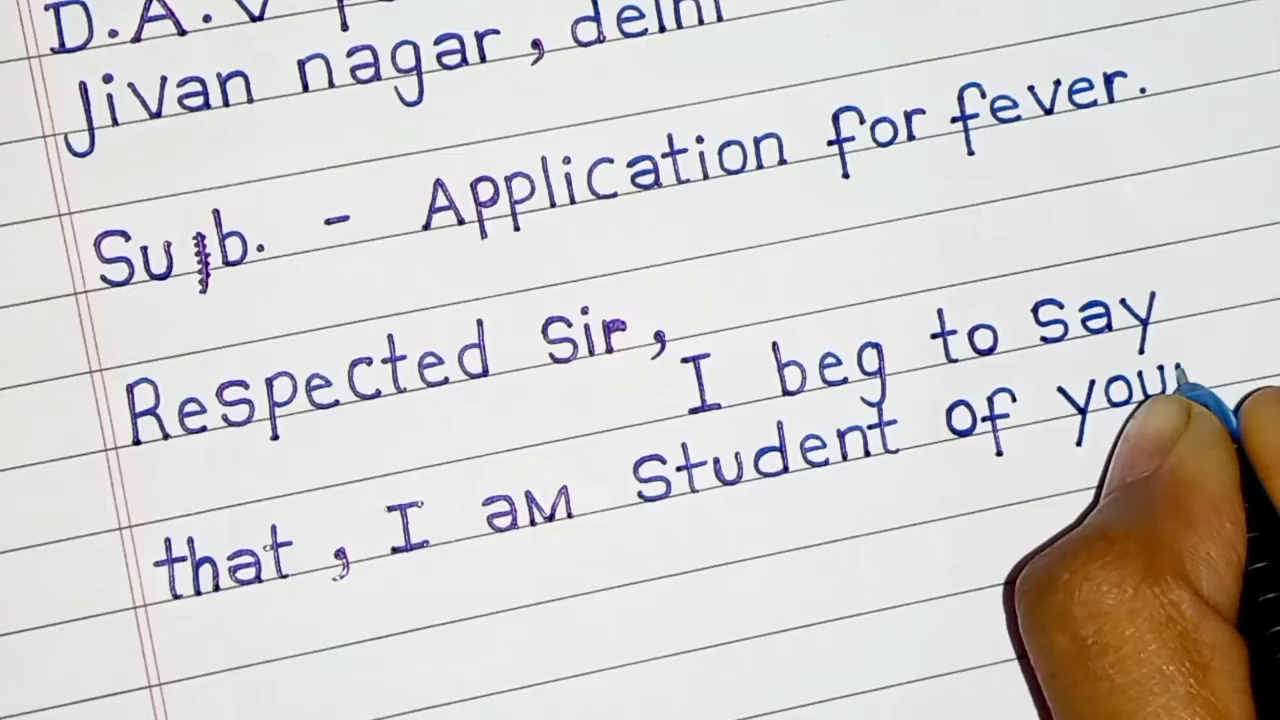 D.A.V
Jivan nagar, delhi
Sub. - Application for fever.
Respected Sir,
I beg to say
that, I am Student of you